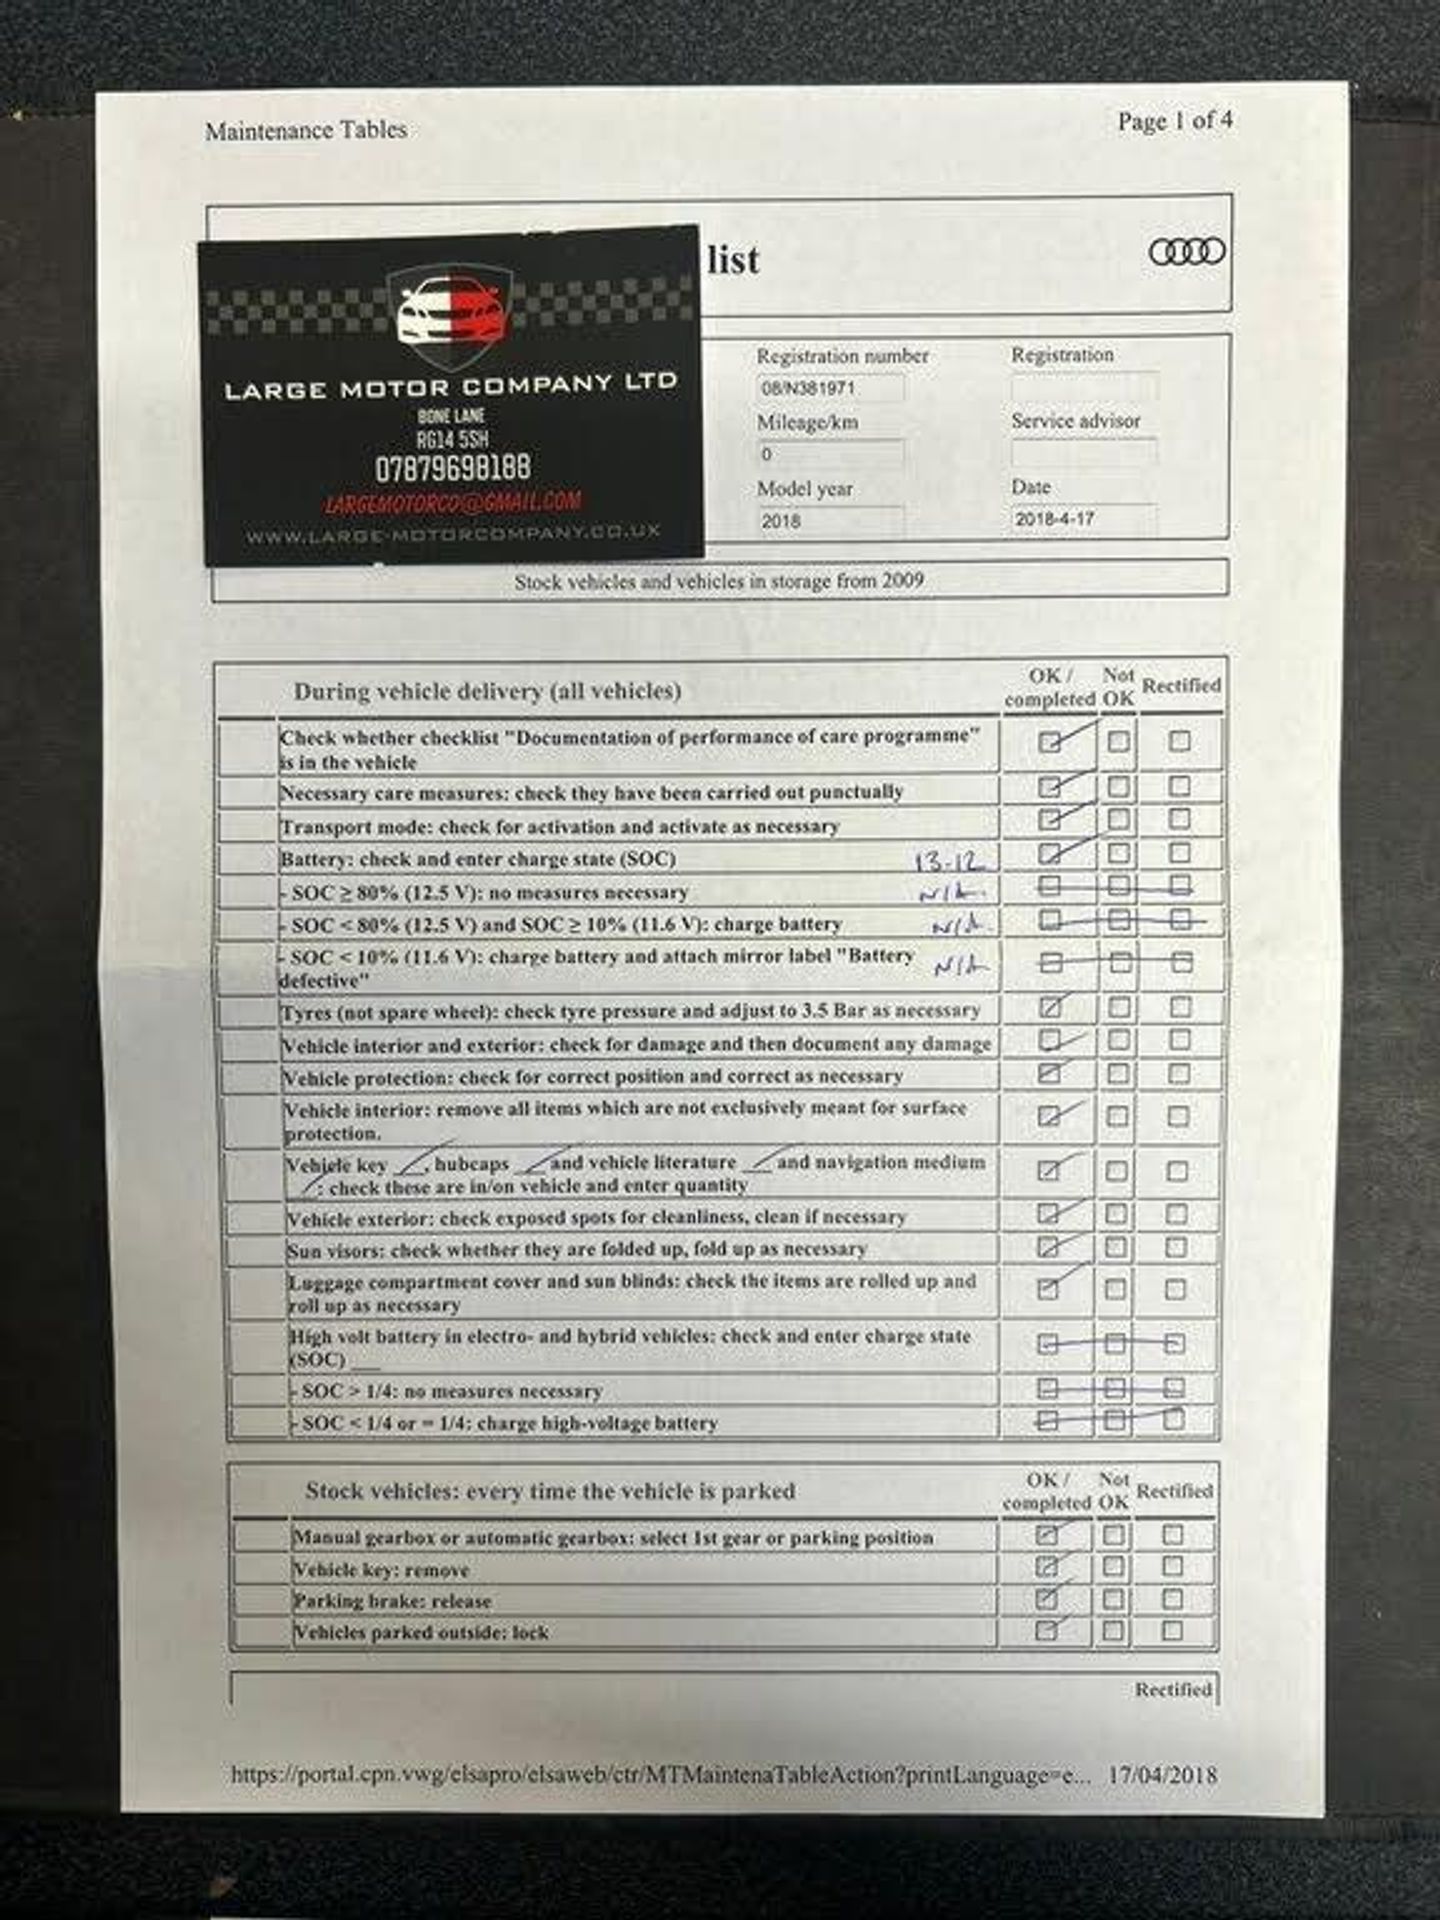 Maintenance Tables
Page 1 of 4
list
LARGE MOTOR COMPANY LTD
BONE LANE
RG14 5SH
07879698188
LARGEMOTORCO@GMAIL.COM
WWW.LARGE-MOTORCOMPANY.CO.UK
Registration number
Registration
08/N381971
Mileage/km
Service advisor
0
Model year
Date
2018
2018-4-17
Stock vehicles and vehicles in storage from 2009
During vehicle delivery (all vehicles)
OK / completed
Not OK
Rectified
Check whether checklist "Documentation of performance of care programme"
is in the vehicle
Necessary care measures: check they have been carried out punctually
Transport mode: check for activation and activate as necessary
Battery: check and enter charge state (SOC) 13-12
- SOC ≥ 80% (12.5 V): no measures necessary N/A.
- SOC < 80% (12.5 V) and SOC ≥ 10% (11.6 V): charge battery N/A.
- SOC < 10% (11.6 V): charge battery and attach mirror label "Battery N/A
defective"
Tyres (not spare wheel): check tyre pressure and adjust to 3.5 Bar as necessary
Vehicle interior and exterior: check for damage and then document any damage
Vehicle protection: check for correct position and correct as necessary
Vehicle interior: remove all items which are not exclusively meant for surface
protection.
Vehicle key __, hubcaps __ and vehicle literature __ and navigation medium
__: check these are in/on vehicle and enter quantity
Vehicle exterior: check exposed spots for cleanliness, clean if necessary
Sun visors: check whether they are folded up, fold up as necessary
Luggage compartment cover and sun blinds: check the items are rolled up and
roll up as necessary
High volt battery in electro- and hybrid vehicles: check and enter charge state
(SOC) __
- SOC > 1/4: no measures necessary
- SOC < 1/4 or = 1/4: charge high-voltage battery
Stock vehicles: every time the vehicle is parked
OK / completed
Not OK
Rectified
Manual gearbox or automatic gearbox: select 1st gear or parking position
Vehicle key: remove
Parking brake: release
Vehicles parked outside: lock
Rectified
https://portal.cpn.vwg/elsapro/elsaweb/ctr/MTMaintenaTableAction?printLanguage=e... 17/04/2018